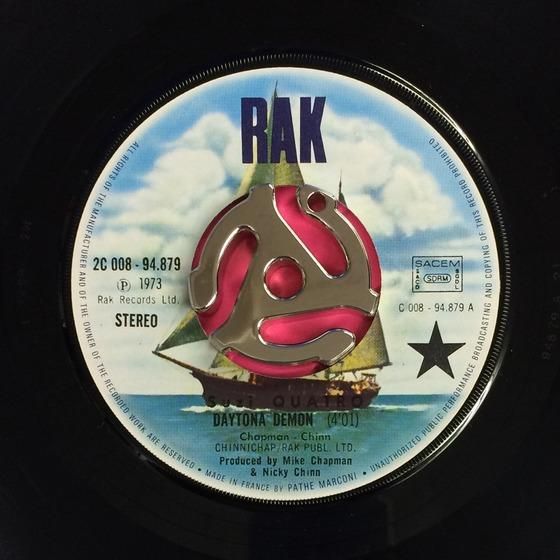 RAK
ALL RIGHTS OF THE MANUFACTURER AND OF THE OWNER OF THE RECORDED WORK ARE RESERVED • UNAUTHORIZED PUBLIC PERFORMANCE BROADCASTING AND COPYING OF THIS RECORD PROHIBITED
2C 008 - 94.879
Ⓟ 1973
Rak Records Ltd.
STEREO
SACEM
SACD SDRM SGDL
C 008 - 94.879 A
Suzi QUATRO
DAYTONA DEMON (4'01)
Chapman - Chinn
CHINNICHAP/RAK PUBL. LTD.
Produced by Mike Chapman
& Nicky Chinn
• MADE IN FRANCE BY PATHE MARCONI •